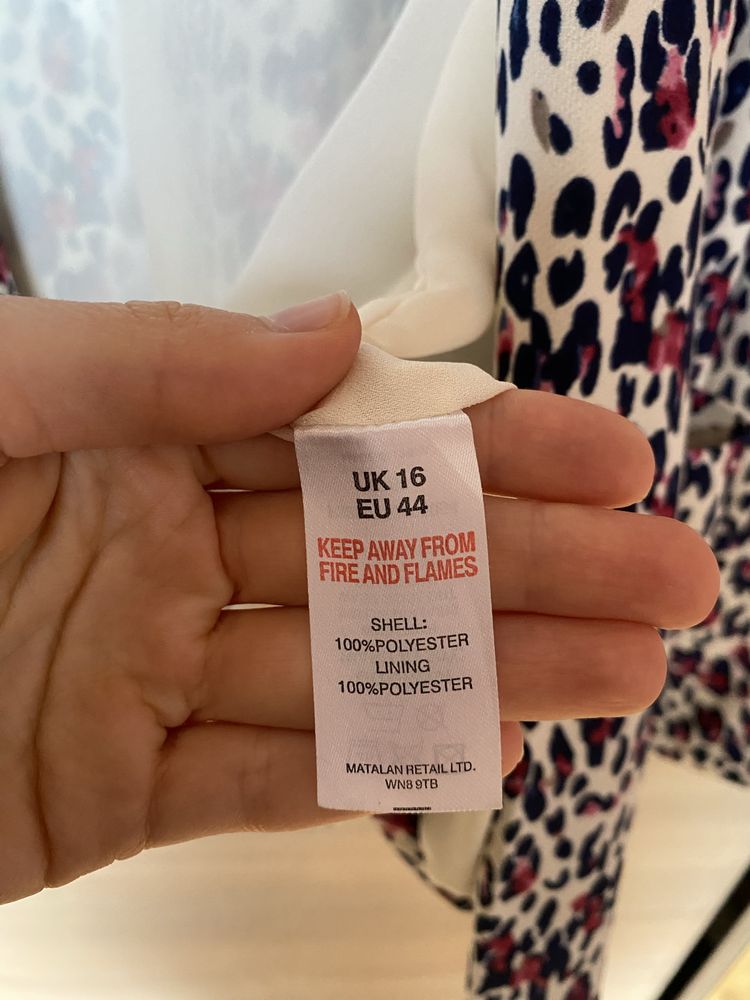 UK 16
EU 44
KEEP AWAY FROM
FIRE AND FLAMES
SHELL:
100%POLYESTER
LINING
100%POLYESTER
MATALAN RETAIL LTD.
WN8 9TB